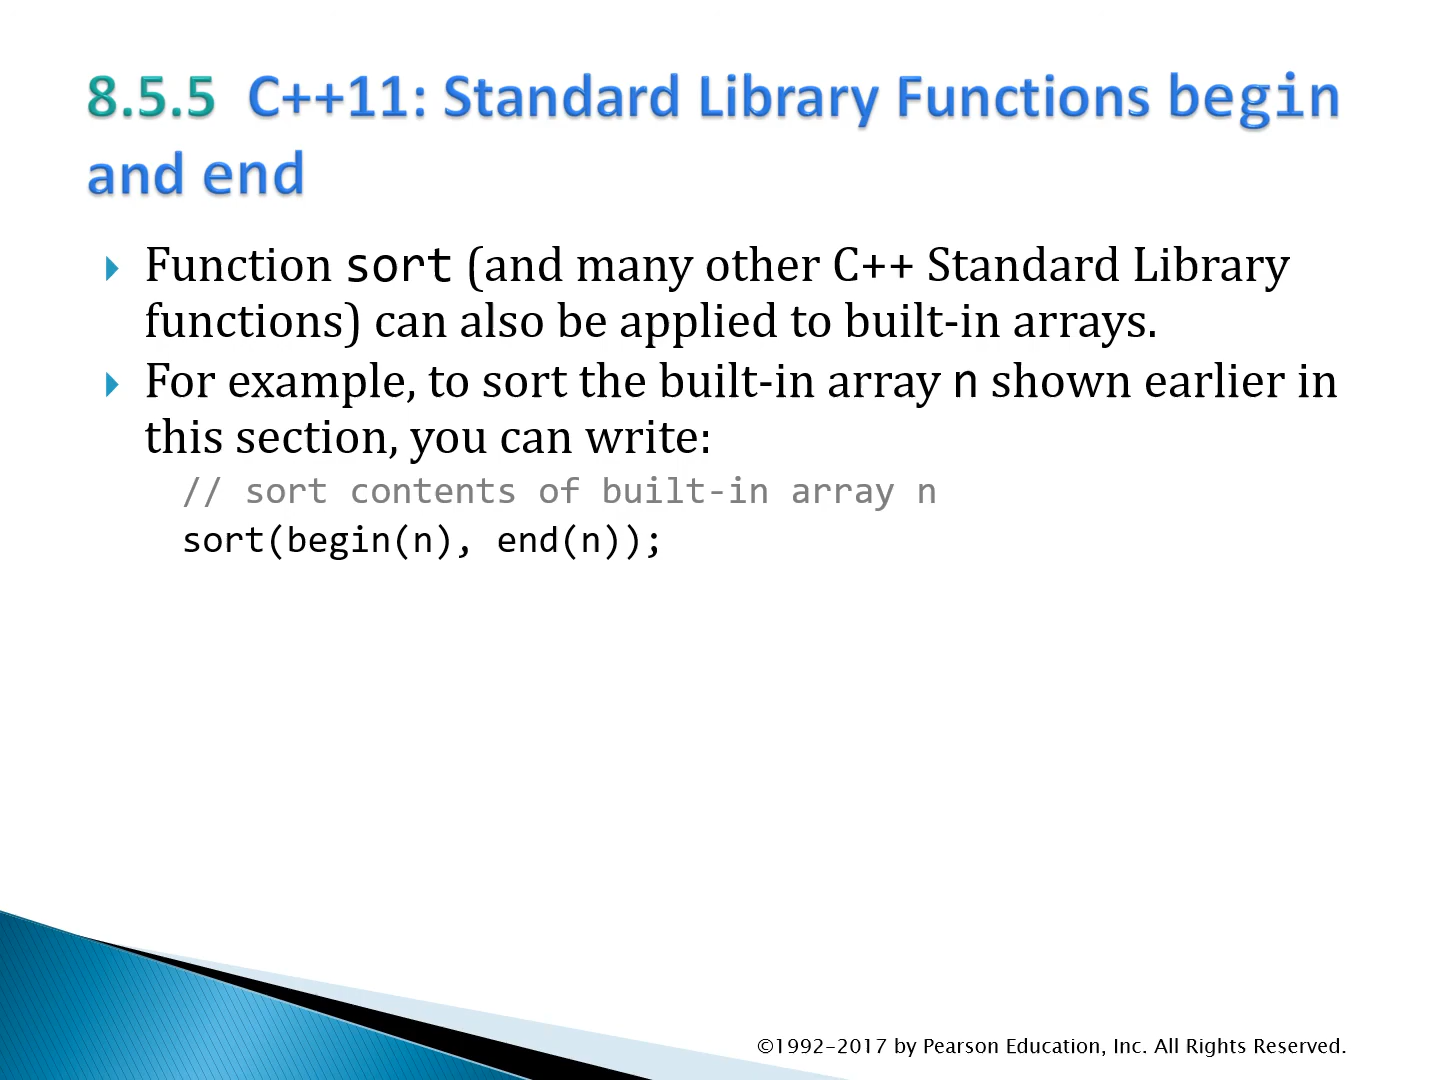 8.5.5 C++11: Standard Library Functions begin
and end
Function sort (and many other C++ Standard Library
functions) can also be applied to built-in arrays.
For example, to sort the built-in array n shown earlier in
this section, you can write:
// sort contents of built-in array n
sort(begin(n), end(n));
©1992-2017 by Pearson Education, Inc. All Rights Reserved.